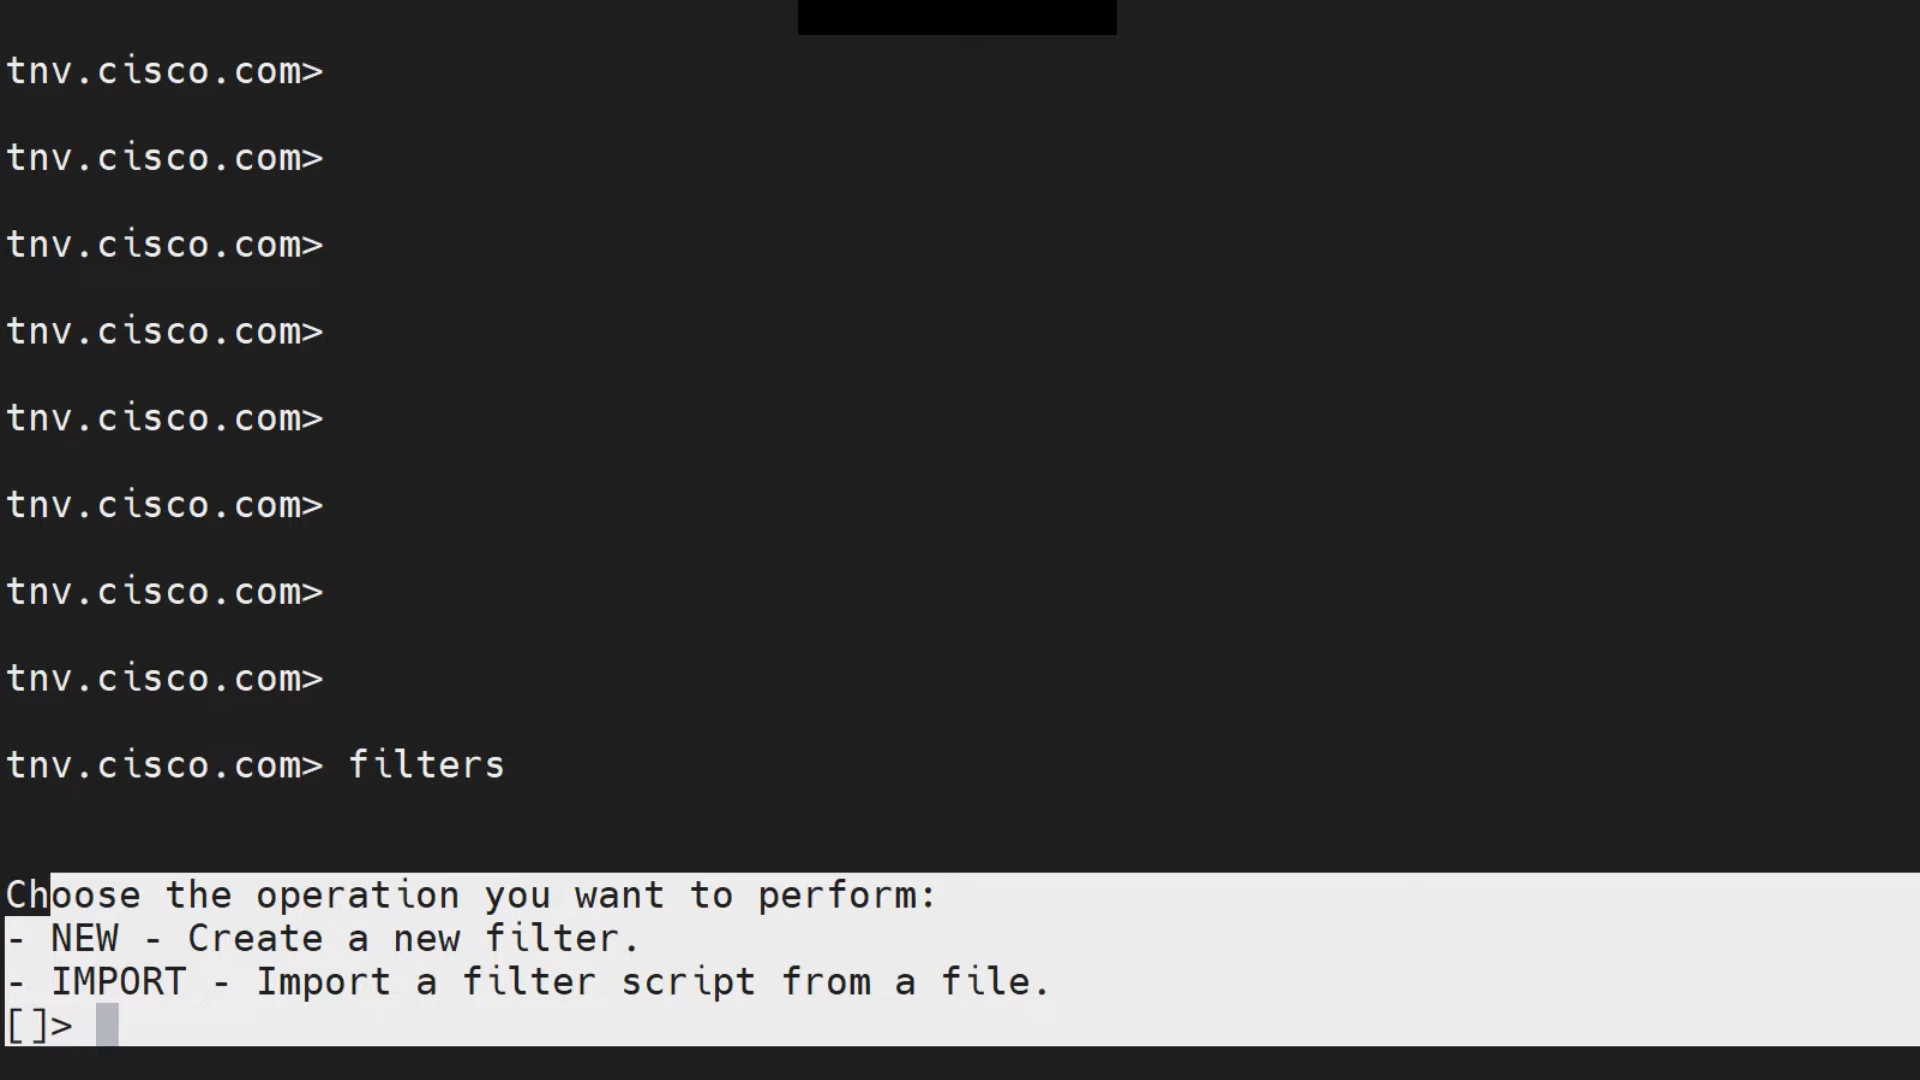 tnv.cisco.com>
tnv.cisco.com>
tnv.cisco.com>
tnv.cisco.com>
tnv.cisco.com>
tnv.cisco.com>
tnv.cisco.com>
tnv.cisco.com>
tnv.cisco.com> filters
Choose the operation you want to perform:
- NEW - Create a new filter.
- IMPORT - Import a filter script from a file.
[]>